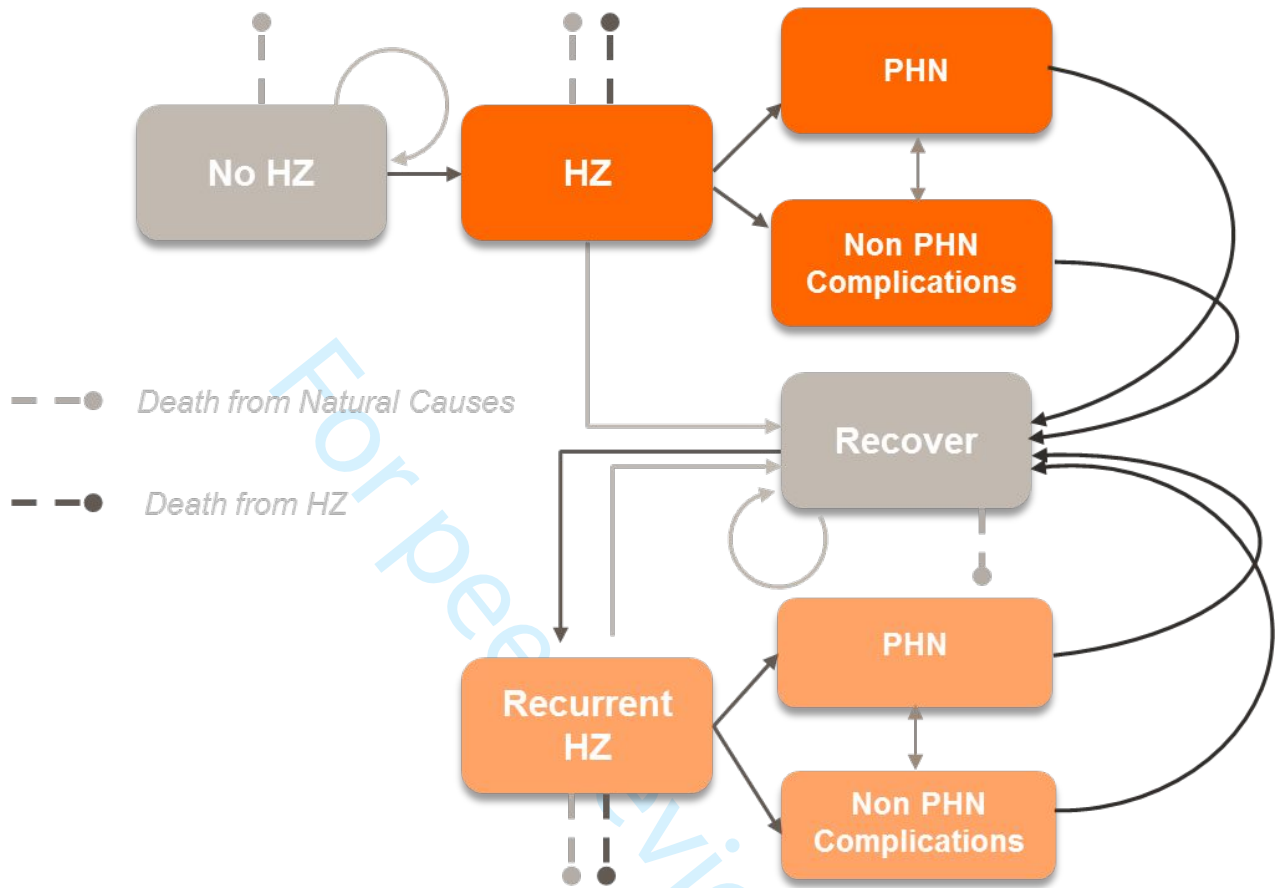 PHN
No HZ
HZ
Non PHN
Complications
Death from Natural Causes
Recover
Death from HZ
PHN
Recurrent
HZ
Non PHN
Complications
For peer